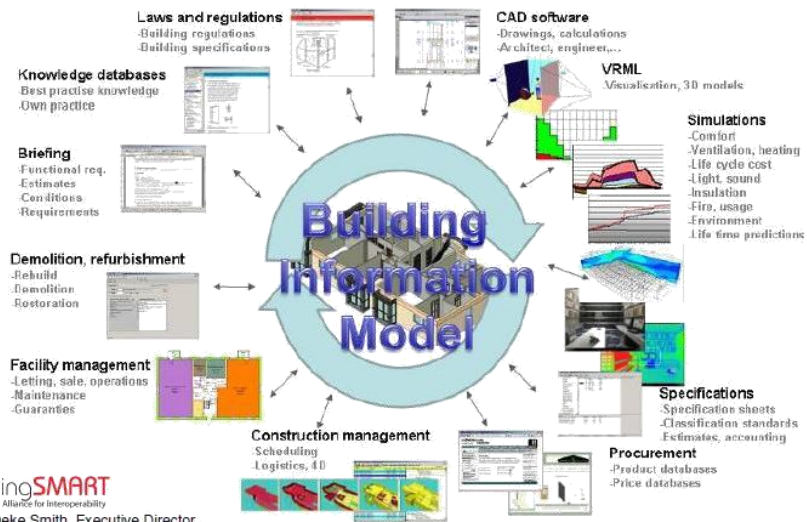 Laws and regulations
-Building regulations
-Building specifications
CAD software
-Drawings, calculations
-Architect, engineer,...
VRML
-Visualisation, 3D models
Knowledge databases
-Best practise knowledge
-Own practice
Simulations
-Comfort
-Ventilation, heating
-Life cycle cost
-Light, sound
-Insulation
-Fire, usage
-Environment
-Life time predictions
Briefing
-Functional req.
-Estimates
-Conditions
-Requirements
Building
Information
Model
Demolition, refurbishment
-Rebuild
-Demolition
-Restoration
Facility management
-Letting, sale, operations
-Maintenance
-Guaranties
Specifications
-Specification sheets
-Classification standards
-Estimates, accounting
Construction management
-Scheduling
-Logistics, 4D
Procurement
-Product databases
-Price databases
ingSMART
Alliance for Interoperability
eke Smith, Executive Director